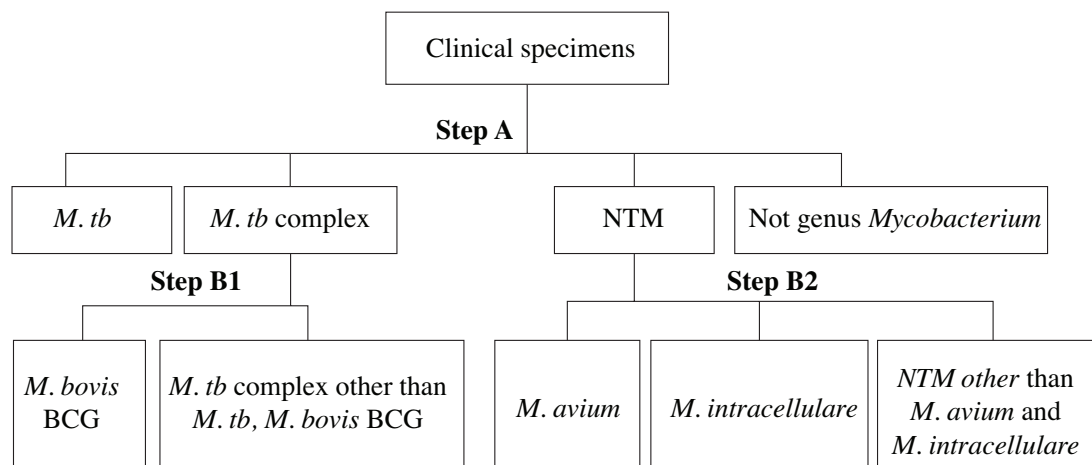 Clinical specimens
Step A
M. tb
M. tb complex
NTM
Not genus Mycobacterium
Step B1
Step B2
M. bovis
BCG
M. tb complex other than
M. tb, M. bovis BCG
M. avium
M. intracellulare
NTM other than
M. avium and
M. intracellulare